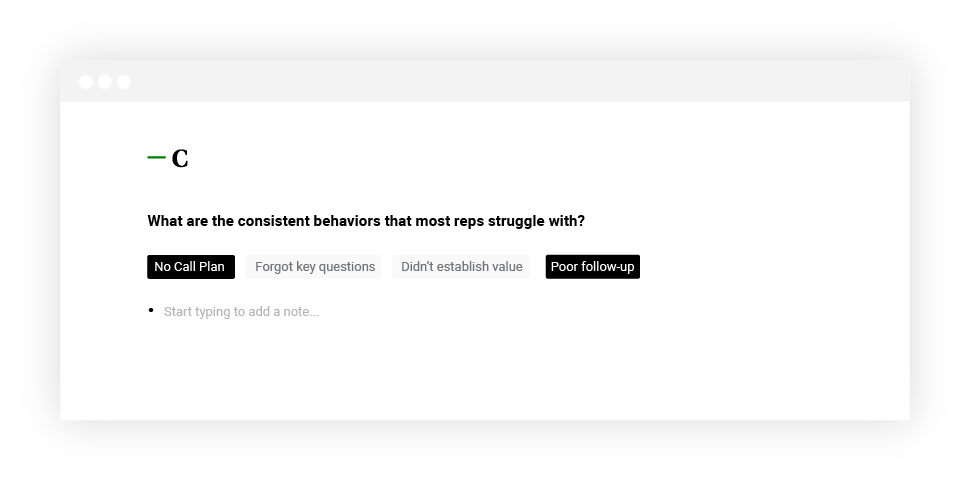 — C
What are the consistent behaviors that most reps struggle with?
No Call Plan Forgot key questions Didn't establish value Poor follow-up
• Start typing to add a note...